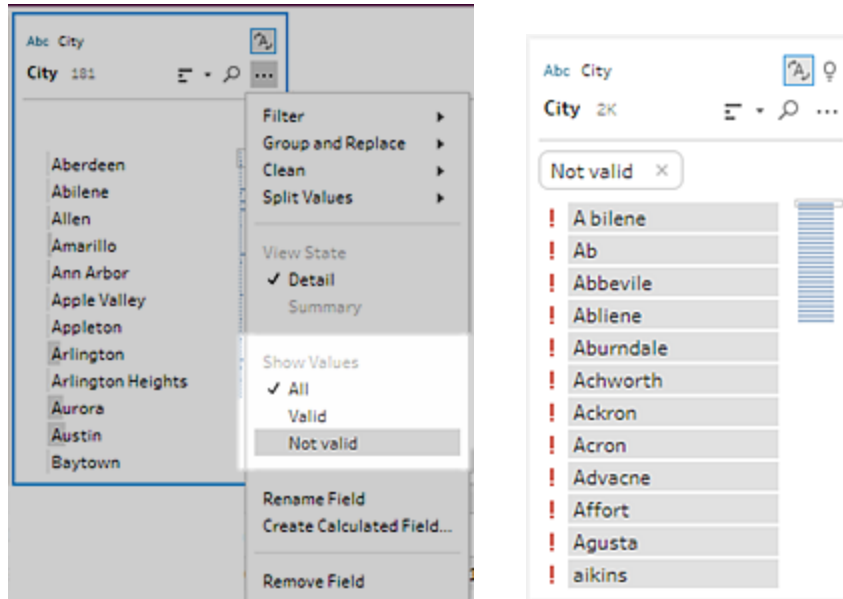 Abc City
City 181
Aberdeen
Abilene
Allen
Amarillo
Ann Arbor
Apple Valley
Appleton
Arlington
Arlington Heights
Aurora
Austin
Baytown
Filter
Group and Replace
Clean
Split Values
View State
✓ Detail
Summary
Show Values
✓ All
Valid
Not valid
Rename Field
Create Calculated Field...
Remove Field
Abc City
City 2K
Not valid ×
! A bilene
! Ab
! Abbevile
! Abliene
! Aburndale
! Achworth
! Ackron
! Acron
! Advacne
! Affort
! Agusta
! aikins